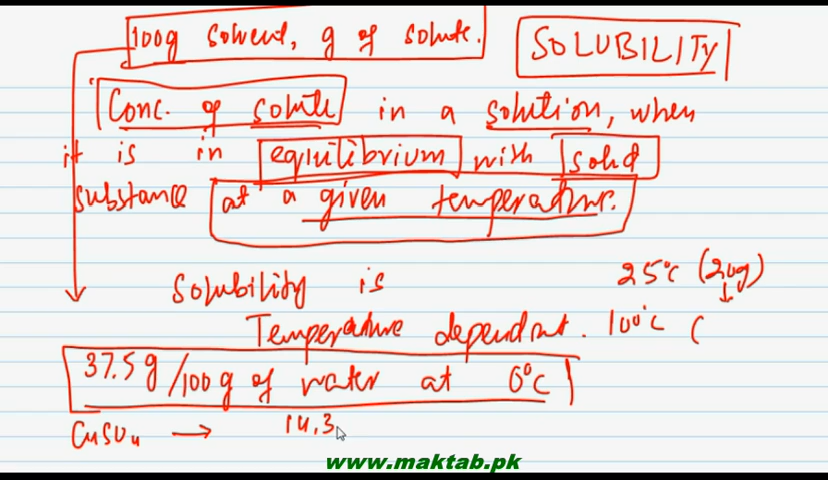 100g solvent, g of solute.
SOLUBILITY
Conc. of solute in a solution, when
it is in equilibrium with solid
substance at a given temperature.
Solubility is
25°C (20g)
Temperature dependent. 100°C (
37.5g/100g of water at 0°C
CuSO4 → 14.3
www.maktab.pk